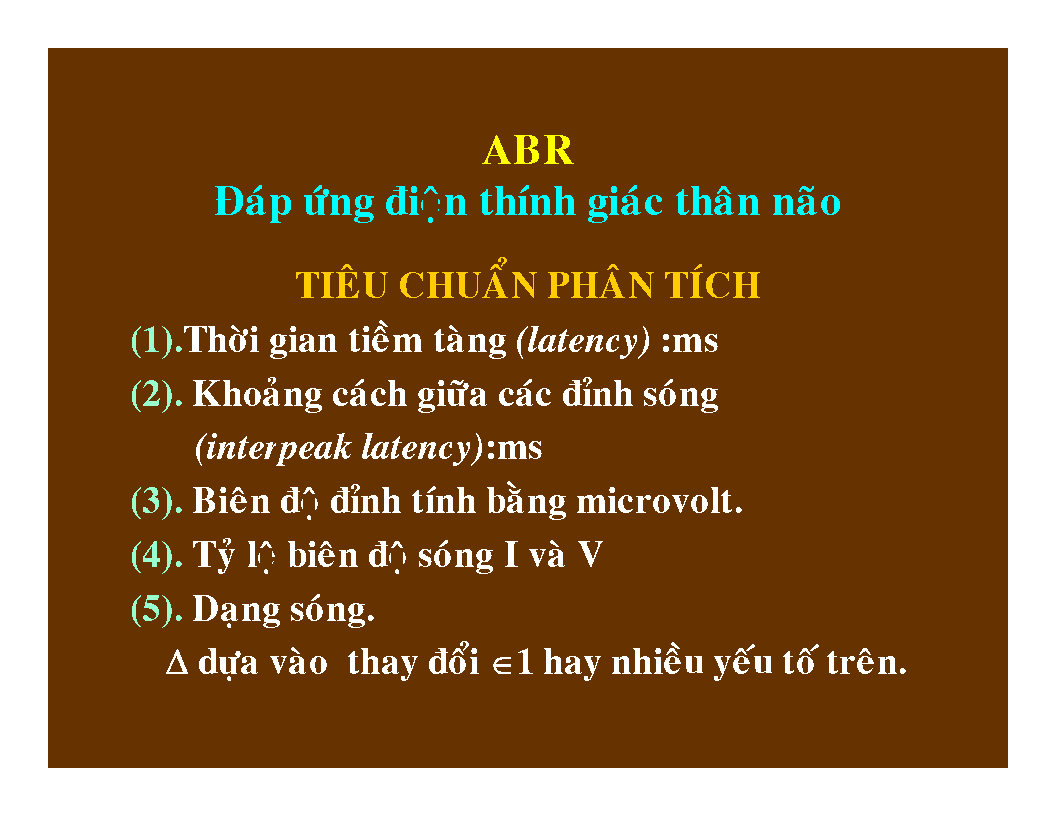 ABR
Đáp ứng điện thính giác thân não
TIÊU CHUẨN PHÂN TÍCH
(1).Thời gian tiềm tàng (latency) :ms
(2). Khoảng cách giữa các đỉnh sóng
(interpeak latency):ms
(3). Biên độ đỉnh tính bằng microvolt.
(4). Tỷ lệ biên độ sóng I và V
(5). Dạng sóng.
Δ dựa vào thay đổi ∈1 hay nhiều yếu tố trên.